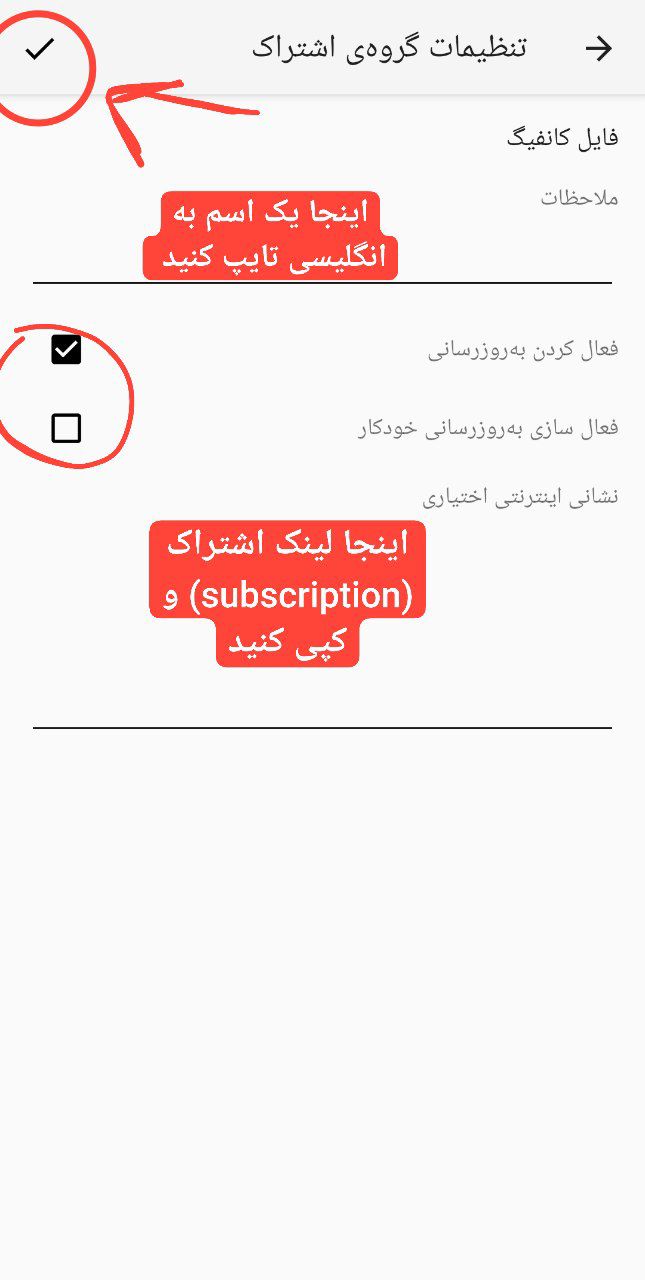 تنظیمات گروه‌ی اشتراک
فایل کانفیگ
ملاحظات
اینجا یک اسم به
انگلیسی تایپ کنید
فعال کردن به‌روزرسانی
فعال سازی به‌روزرسانی خودکار
نشانی اینترنتی اختیاری
اینجا لینک اشتراک
(subscription) و
کپی کنید